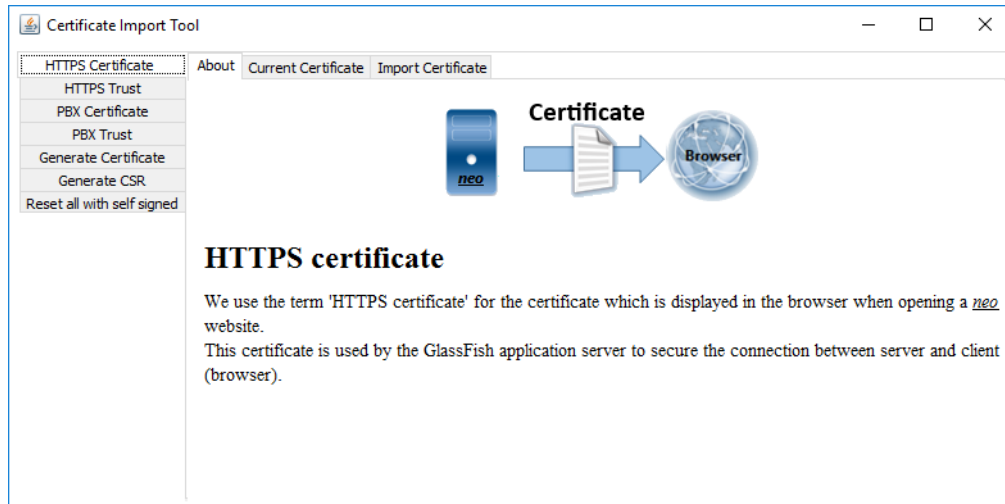 Certificate Import Tool
HTTPS Certificate
HTTPS Trust
PBX Certificate
PBX Trust
Generate Certificate
Generate CSR
Reset all with self signed
About Current Certificate Import Certificate
Certificate
neo
Browser
HTTPS certificate
We use the term 'HTTPS certificate' for the certificate which is displayed in the browser when opening a neo
website.
This certificate is used by the GlassFish application server to secure the connection between server and client
(browser).